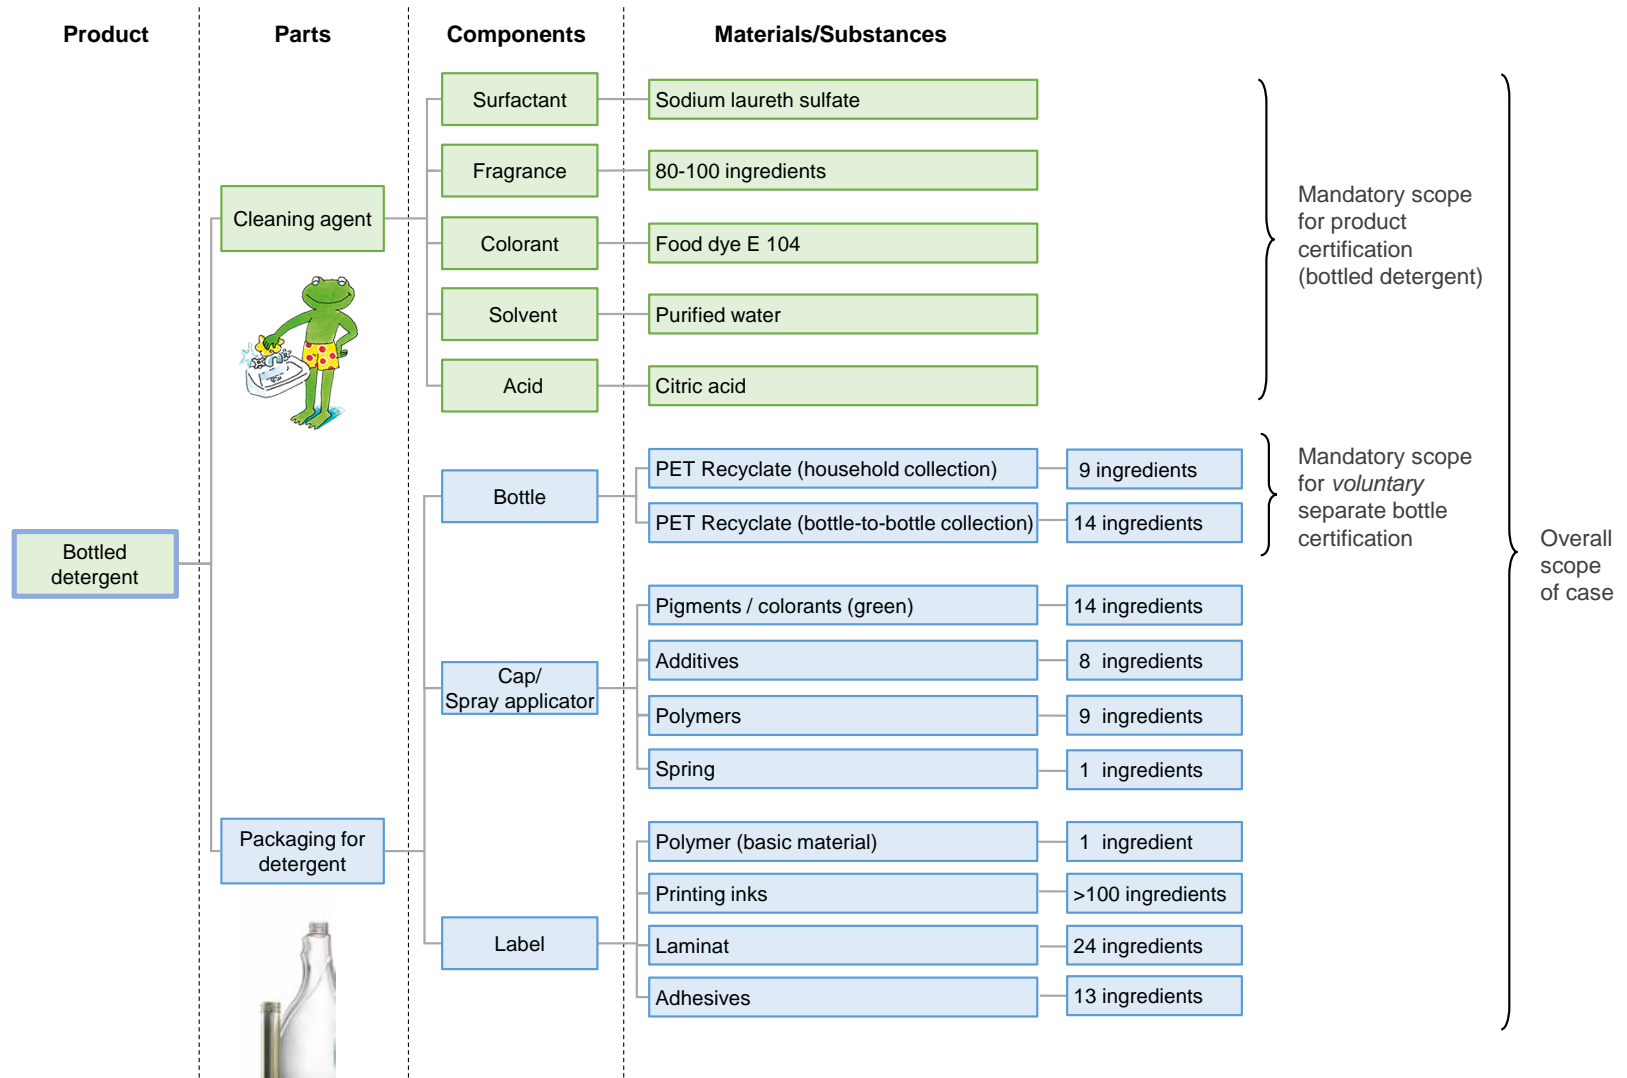 Product
Parts
Components
Materials/Substances
Surfactant
Sodium laureth sulfate
Fragrance
80-100 ingredients
Cleaning agent
Colorant
Food dye E 104
Solvent
Purified water
Acid
Citric acid
Mandatory scope
for product
certification
(bottled detergent)
Bottle
PET Recyclate (household collection)
9 ingredients
PET Recyclate (bottle-to-bottle collection)
14 ingredients
Mandatory scope
for voluntary
separate bottle
certification
Bottled
detergent
Overall
scope
of case
Cap/
Spray applicator
Pigments / colorants (green)
14 ingredients
Additives
8 ingredients
Polymers
9 ingredients
Spring
1 ingredients
Packaging for
detergent
Label
Polymer (basic material)
1 ingredient
Printing inks
>100 ingredients
Laminat
24 ingredients
Adhesives
13 ingredients